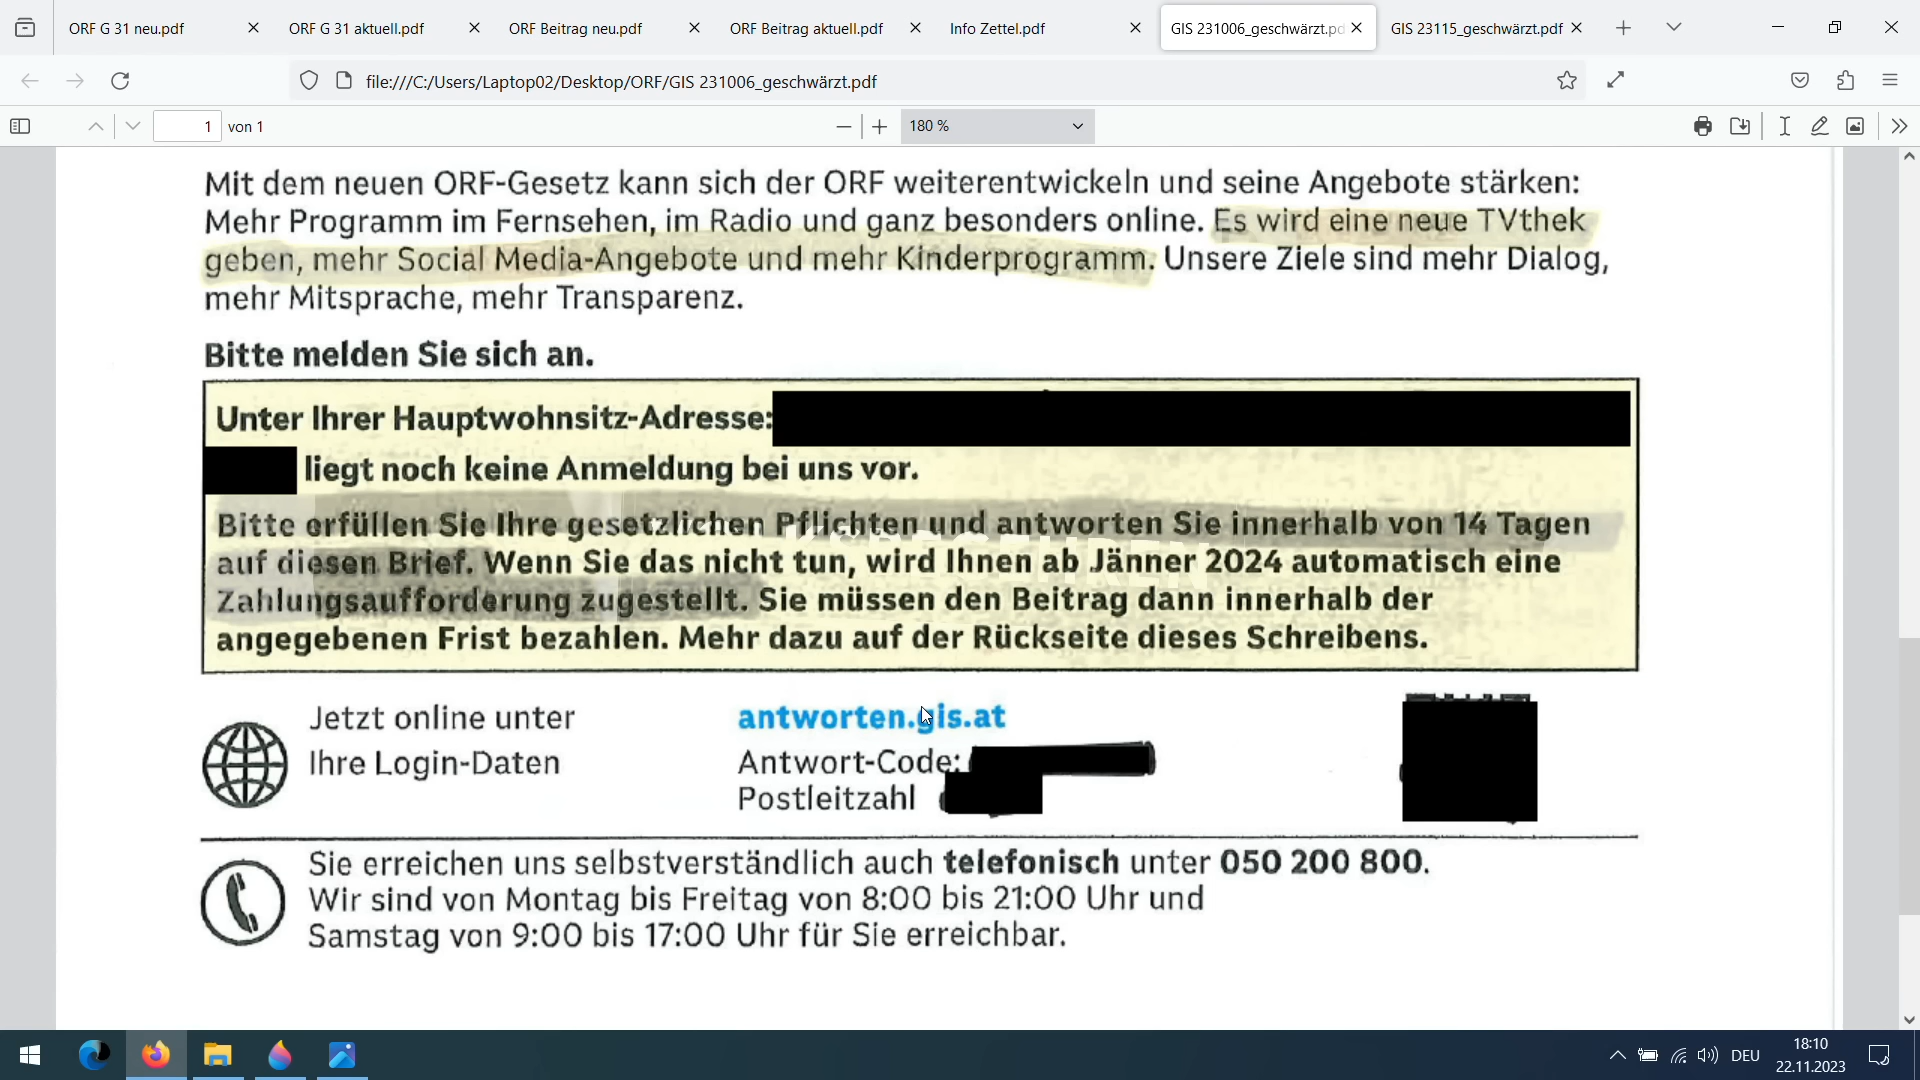 ORF G 31 neu.pdf
ORF G 31 aktuell.pdf
ORF Beitrag neu.pdf
ORF Beitrag aktuell.pdf
Info Zettel.pdf
GIS 231006_geschwärzt.pd
GIS 23115_geschwärzt.pdf
file:///C:/Users/Laptop02/Desktop/ORF/GIS 231006_geschwärzt.pdf
1 von 1
180 %
Mit dem neuen ORF-Gesetz kann sich der ORF weiterentwickeln und seine Angebote stärken:
Mehr Programm im Fernsehen, im Radio und ganz besonders online. Es wird eine neue TVthek
geben, mehr Social Media-Angebote und mehr Kinderprogramm. Unsere Ziele sind mehr Dialog,
mehr Mitsprache, mehr Transparenz.
Bitte melden Sie sich an.
Unter Ihrer Hauptwohnsitz-Adresse:
liegt noch keine Anmeldung bei uns vor.
Bitte erfüllen Sie Ihre gesetzlichen Pflichten und antworten Sie innerhalb von 14 Tagen
auf diesen Brief. Wenn Sie das nicht tun, wird Ihnen ab Jänner 2024 automatisch eine
Zahlungsaufforderung zugestellt. Sie müssen den Beitrag dann innerhalb der
angegebenen Frist bezahlen. Mehr dazu auf der Rückseite dieses Schreibens.
Jetzt online unter antworten.gis.at
Ihre Login-Daten Antwort-Code:
Postleitzahl
Sie erreichen uns selbstverständlich auch telefonisch unter 050 200 800.
Wir sind von Montag bis Freitag von 8:00 bis 21:00 Uhr und
Samstag von 9:00 bis 17:00 Uhr für Sie erreichbar.
DEU
18:10
22.11.2023